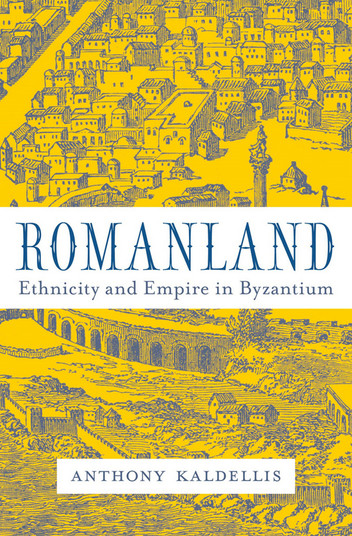 ROMANLAND
Ethnicity and Empire in Byzantium
ANTHONY KALDELLIS